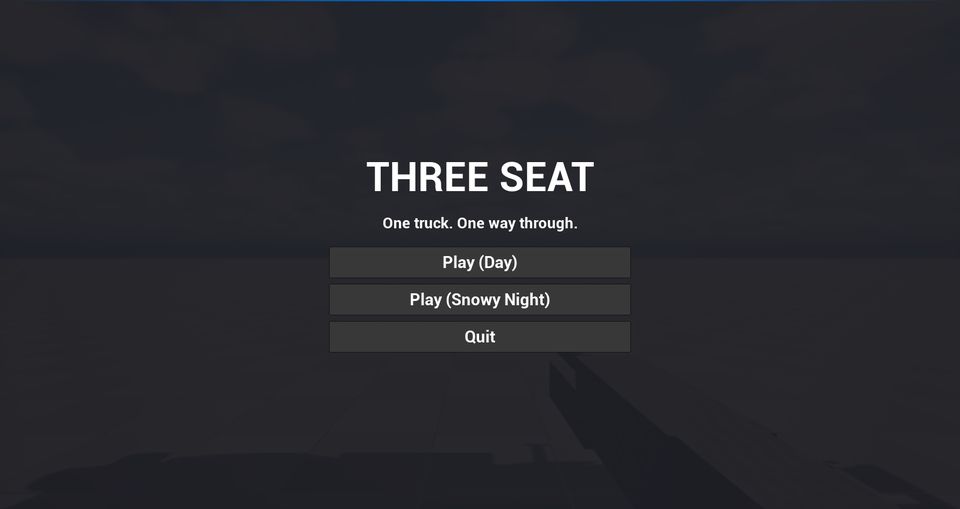 THREE SEAT
One truck. One way through.
Play (Day)
Play (Snowy Night)
Quit